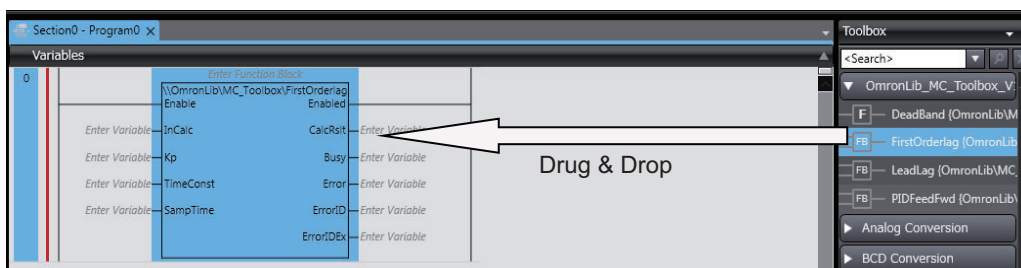 Section0 - Program0 ×
Variables
0
Enter Function Block
\\OmronLib\MC_Toolbox\FirstOrderlag
Enable Enabled
Enter Variable InCalc CalcRslt Enter Variable
Enter Variable Kp Busy Enter Variable
Enter Variable TimeConst Error Enter Variable
Enter Variable SampTime ErrorID Enter Variable
ErrorIDEx Enter Variable
Drug & Drop
Toolbox
<Search>
OmronLib_MC_Toolbox_V
F DeadBand {OmronLib\M
FB FirstOrderlag {OmronLib
FB LeadLag {OmronLib\MC_
FB PIDFeedFwd {OmronLib\
Analog Conversion
BCD Conversion